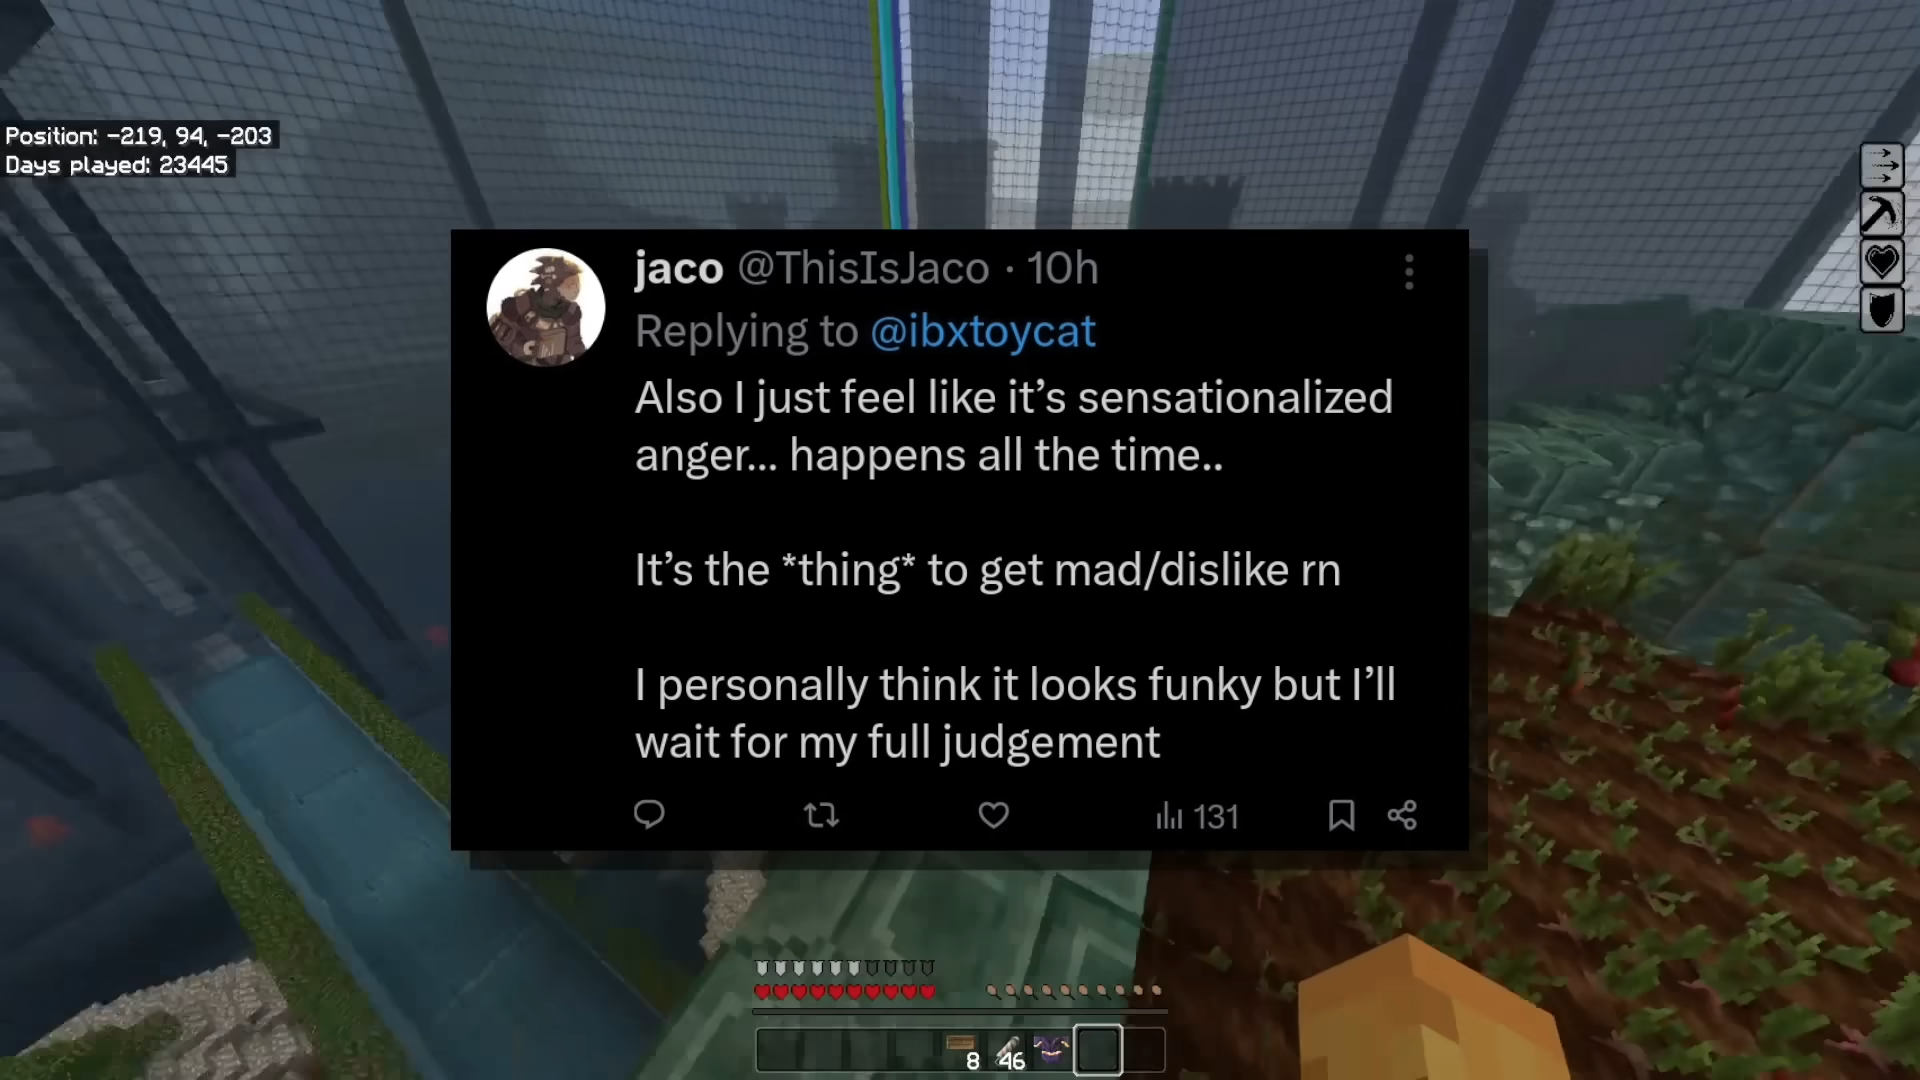 Position: -219, 94, -203
Days played: 23445
jaco @ThisIsJaco · 10h
Replying to @ibxtoycat
Also I just feel like it’s sensationalized
anger... happens all the time..
It’s the *thing* to get mad/dislike rn
I personally think it looks funky but I’ll
wait for my full judgement
131
8 46